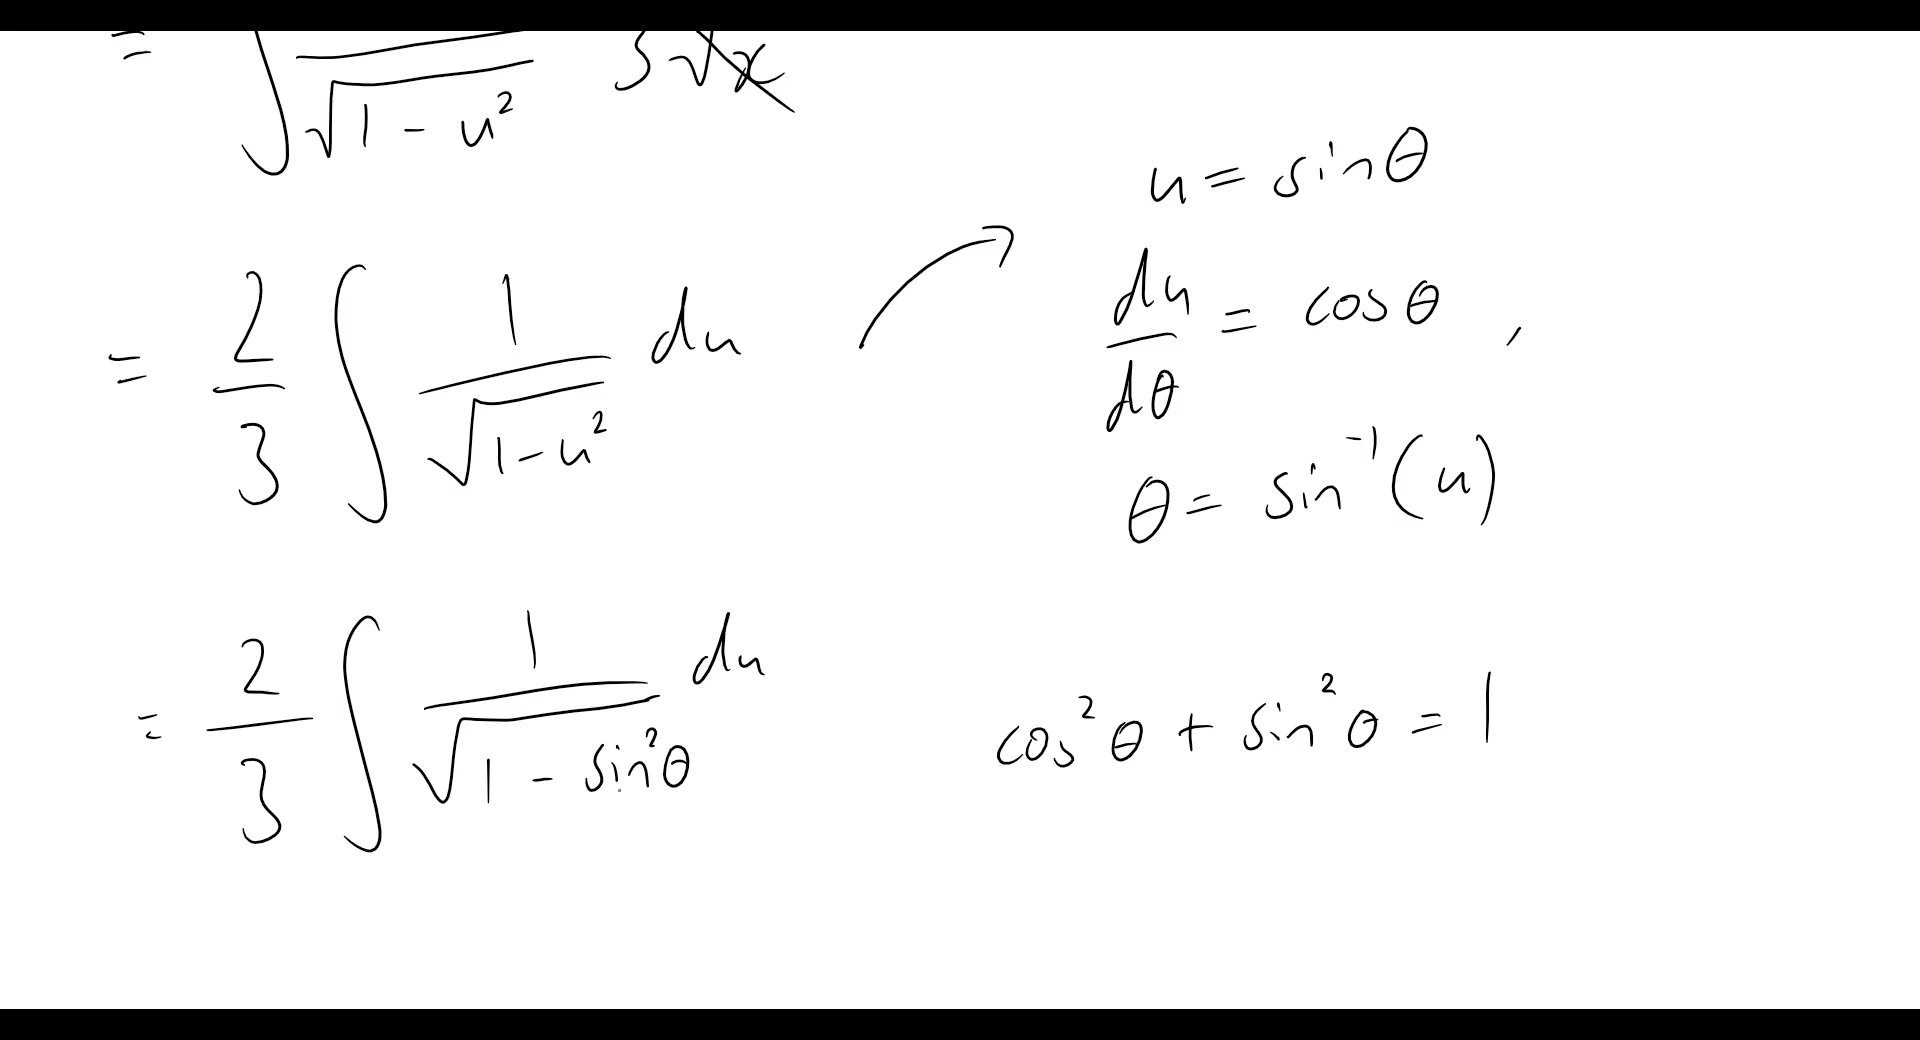 = ∫ 1/√(1 - u²) 3√x
u = sinθ
= 2/3 ∫ 1/√(1-u²) du
du/dθ = cosθ ,
θ = sin⁻¹(u)
= 2/3 ∫ 1/√(1 - sin²θ) du
cos²θ + sin²θ = 1